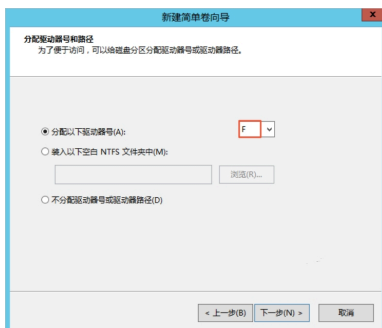 新建简单卷向导
x
分配驱动器号和路径
为了便于访问，可以给磁盘分区分配驱动器号或驱动器路径。
分配以下驱动器号(A):
F
装入以下空白 NTFS 文件夹中(M):
浏览(R)...
不分配驱动器号或驱动器路径(D)
< 上一步(B) 下一步(N) > 取消